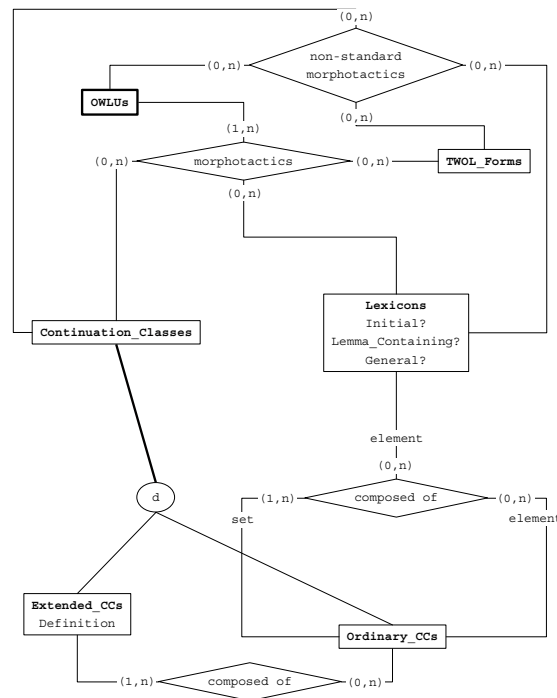 (0,n)
non-standard
morphotactics
(0,n)
(0,n)
OWLUs
(0,n)
(1,n)
(0,n)
morphotactics
(0,n)
TWOL_Forms
(0,n)
Lexicons
Initial?
Lemma_Containing?
General?
Continuation_Classes
element
(0,n)
d
(1,n)
composed of
(0,n)
set
element
Extended_CCs
Definition
Ordinary_CCs
(1,n)
composed of
(0,n)